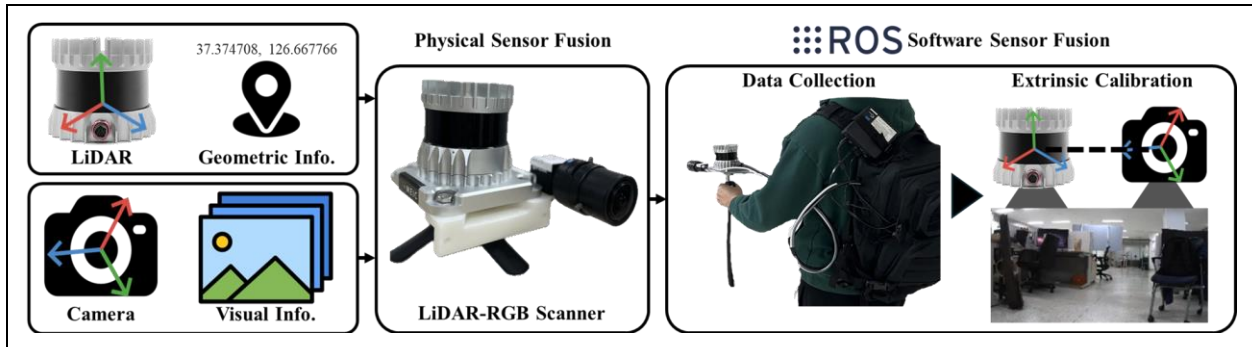 37.374708, 126.667766
LiDAR
Geometric Info.
Camera
Visual Info.
Physical Sensor Fusion
LiDAR-RGB Scanner
ROS Software Sensor Fusion
Data Collection
Extrinsic Calibration